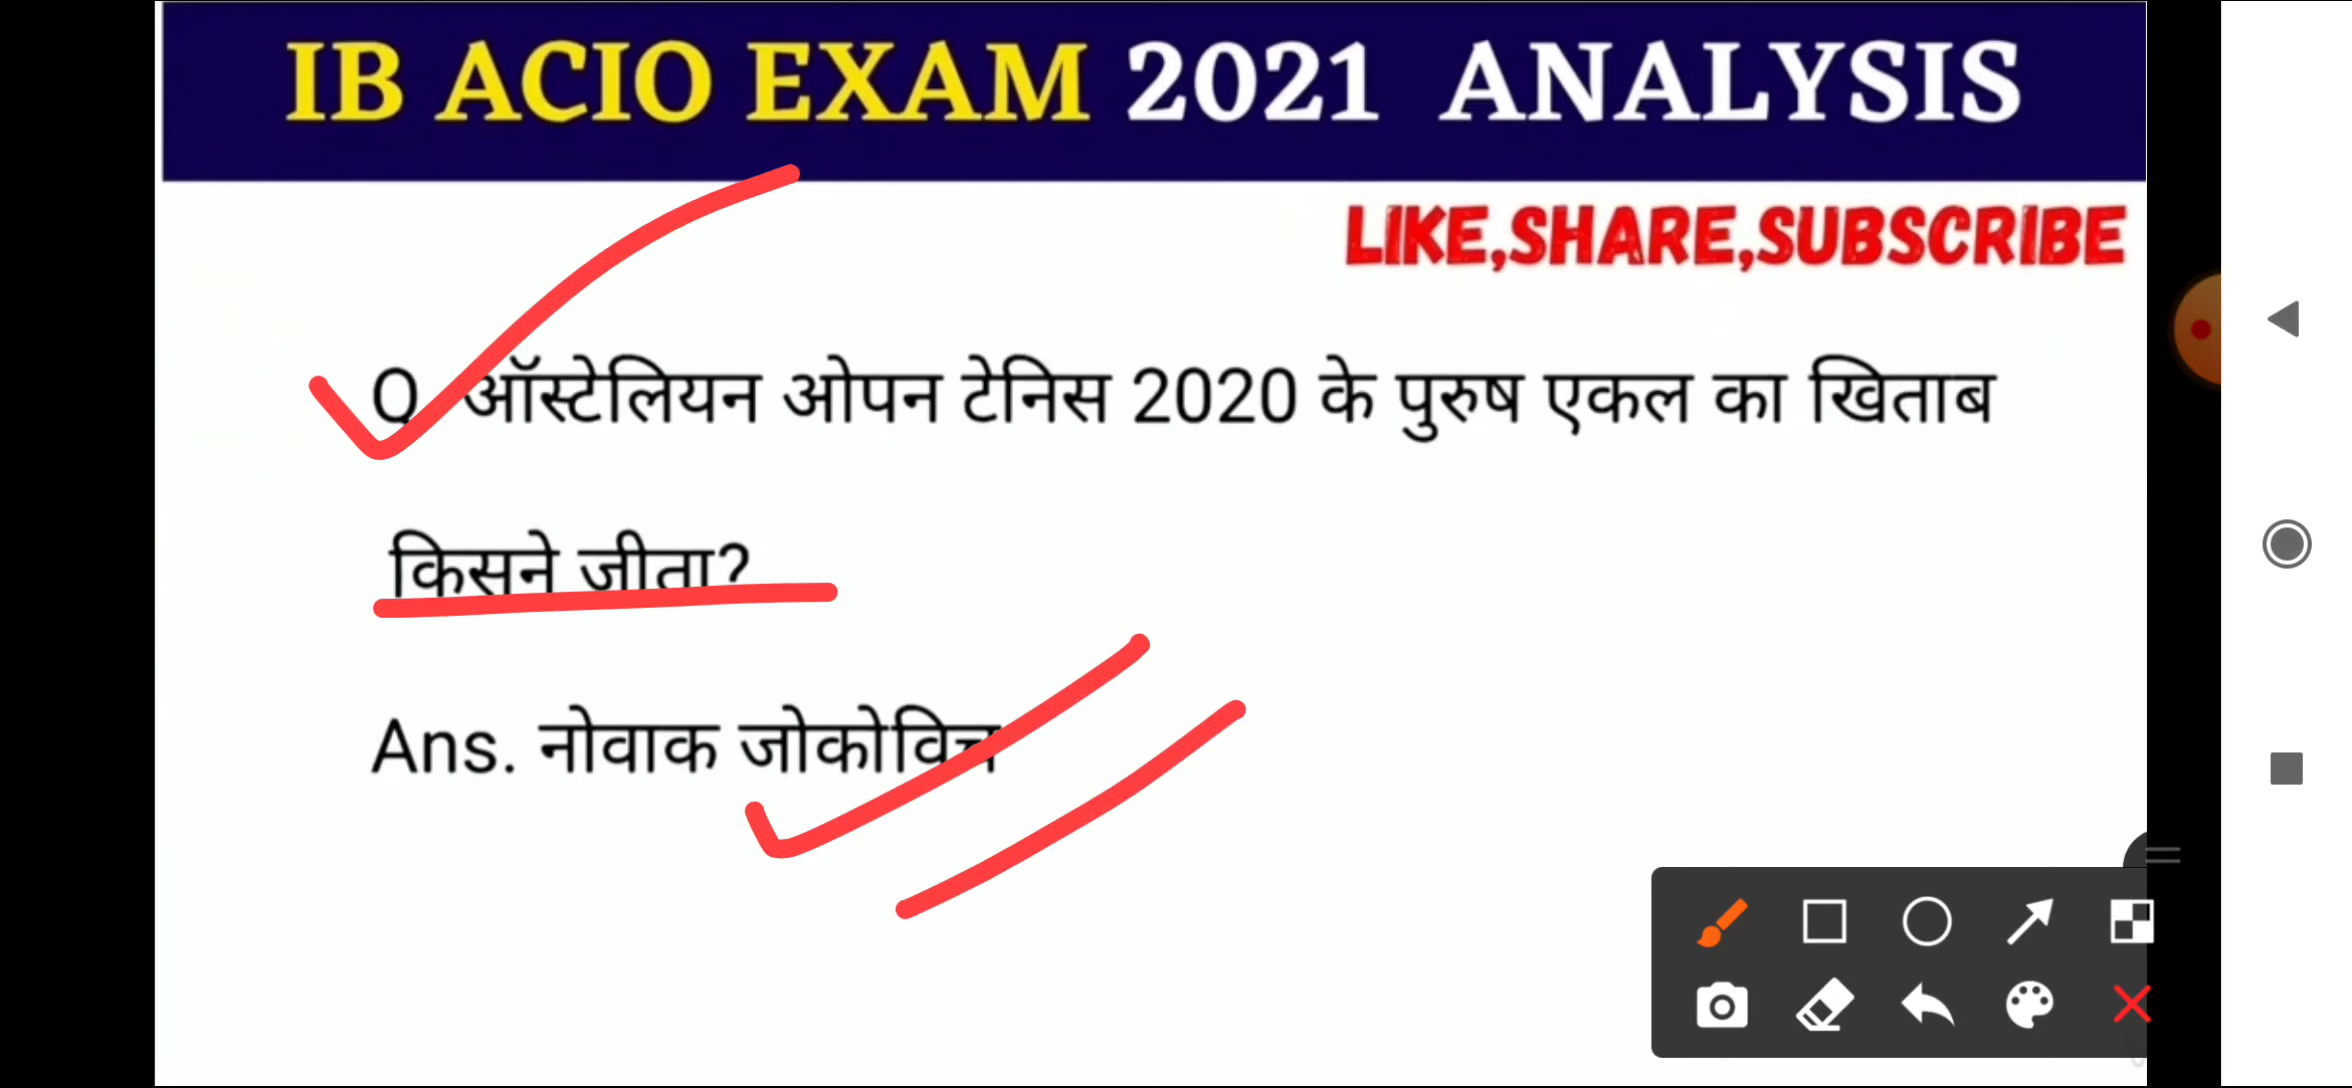 IB ACIO EXAM 2021 ANALYSIS
LIKE,SHARE,SUBSCRIBE
Q ऑस्टेलियन ओपन टेनिस 2020 के पुरुष एकल का खिताब
किसने जीता?
Ans. नोवाक जोकोविच